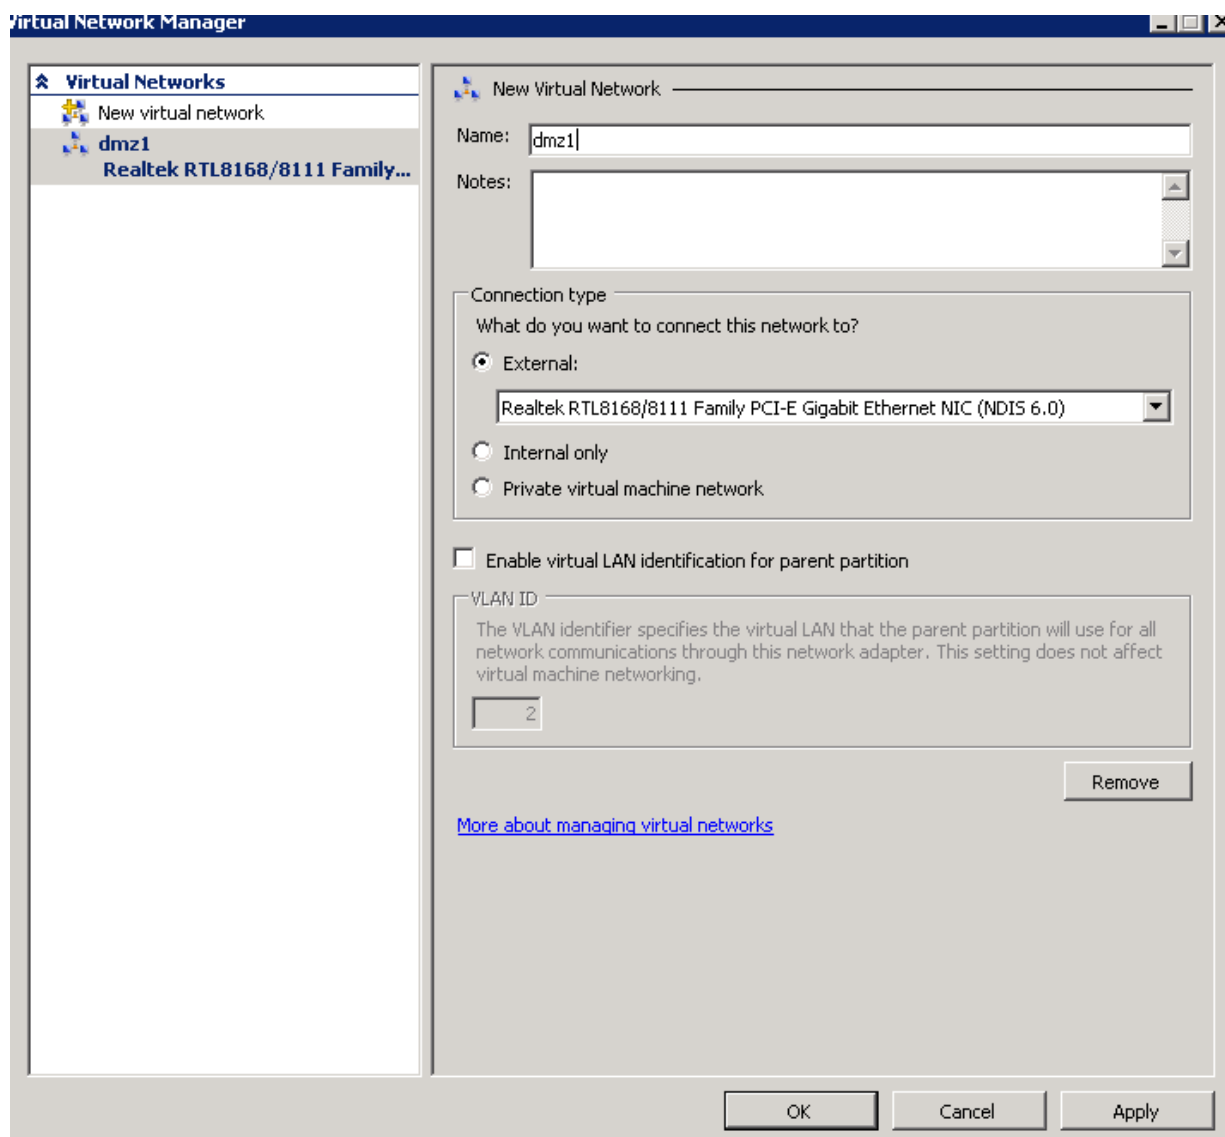 Virtual Network Manager
Virtual Networks
New virtual network
dmz1
Realtek RTL8168/8111 Family...
New Virtual Network
Name: dmz1
Notes:
Connection type
What do you want to connect this network to?
External:
Realtek RTL8168/8111 Family PCI-E Gigabit Ethernet NIC (NDIS 6.0)
Internal only
Private virtual machine network
Enable virtual LAN identification for parent partition
VLAN ID
The VLAN identifier specifies the virtual LAN that the parent partition will use for all
network communications through this network adapter. This setting does not affect
virtual machine networking.
2
Remove
More about managing virtual networks
OK Cancel Apply